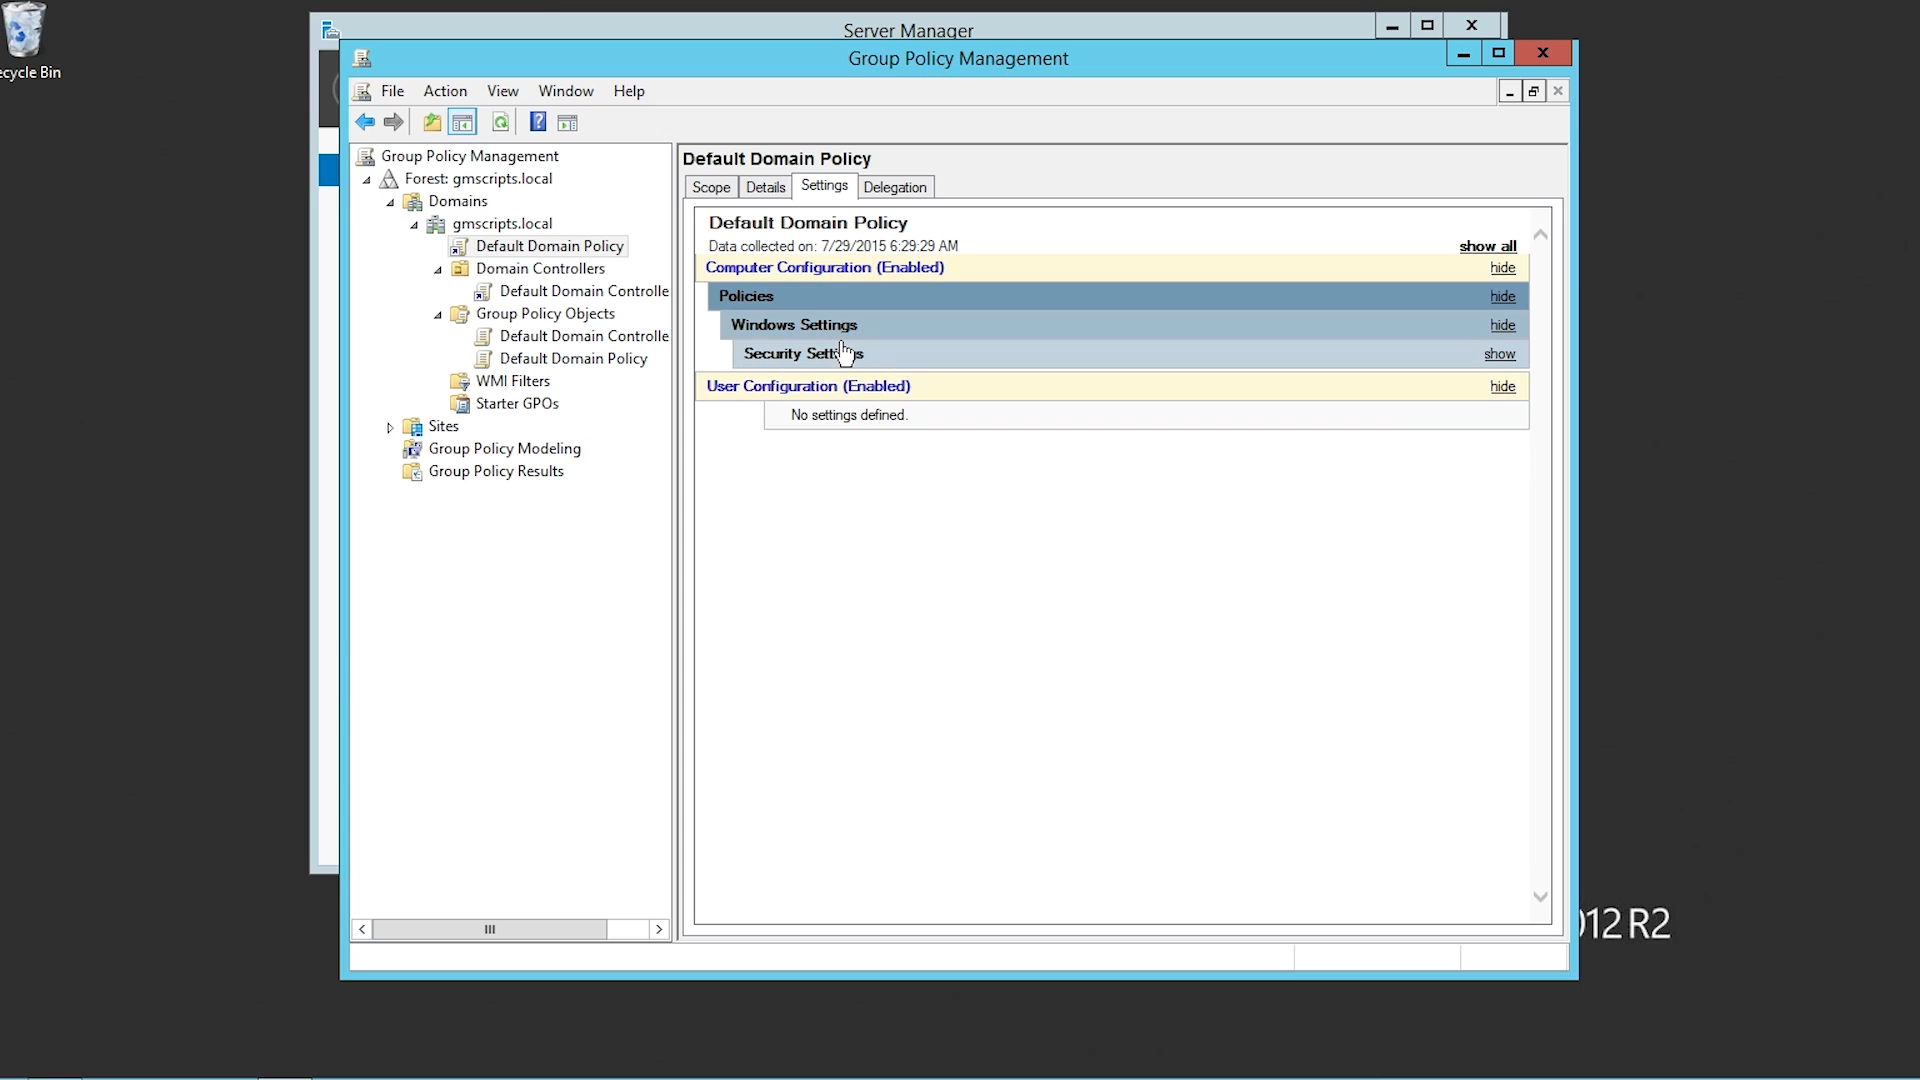 ecycle Bin
Server Manager
Group Policy Management
File Action View Window Help
Group Policy Management
Forest: gmscripts.local
Domains
gmscripts.local
Default Domain Policy
Domain Controllers
Default Domain Controlle
Group Policy Objects
Default Domain Controlle
Default Domain Policy
WMI Filters
Starter GPOs
Sites
Group Policy Modeling
Group Policy Results
Default Domain Policy
Scope Details Settings Delegation
Default Domain Policy
Data collected on: 7/29/2015 6:29:29 AM show all
Computer Configuration (Enabled) hide
Policies hide
Windows Settings hide
Security Settings show
User Configuration (Enabled) hide
No settings defined.
012 R2